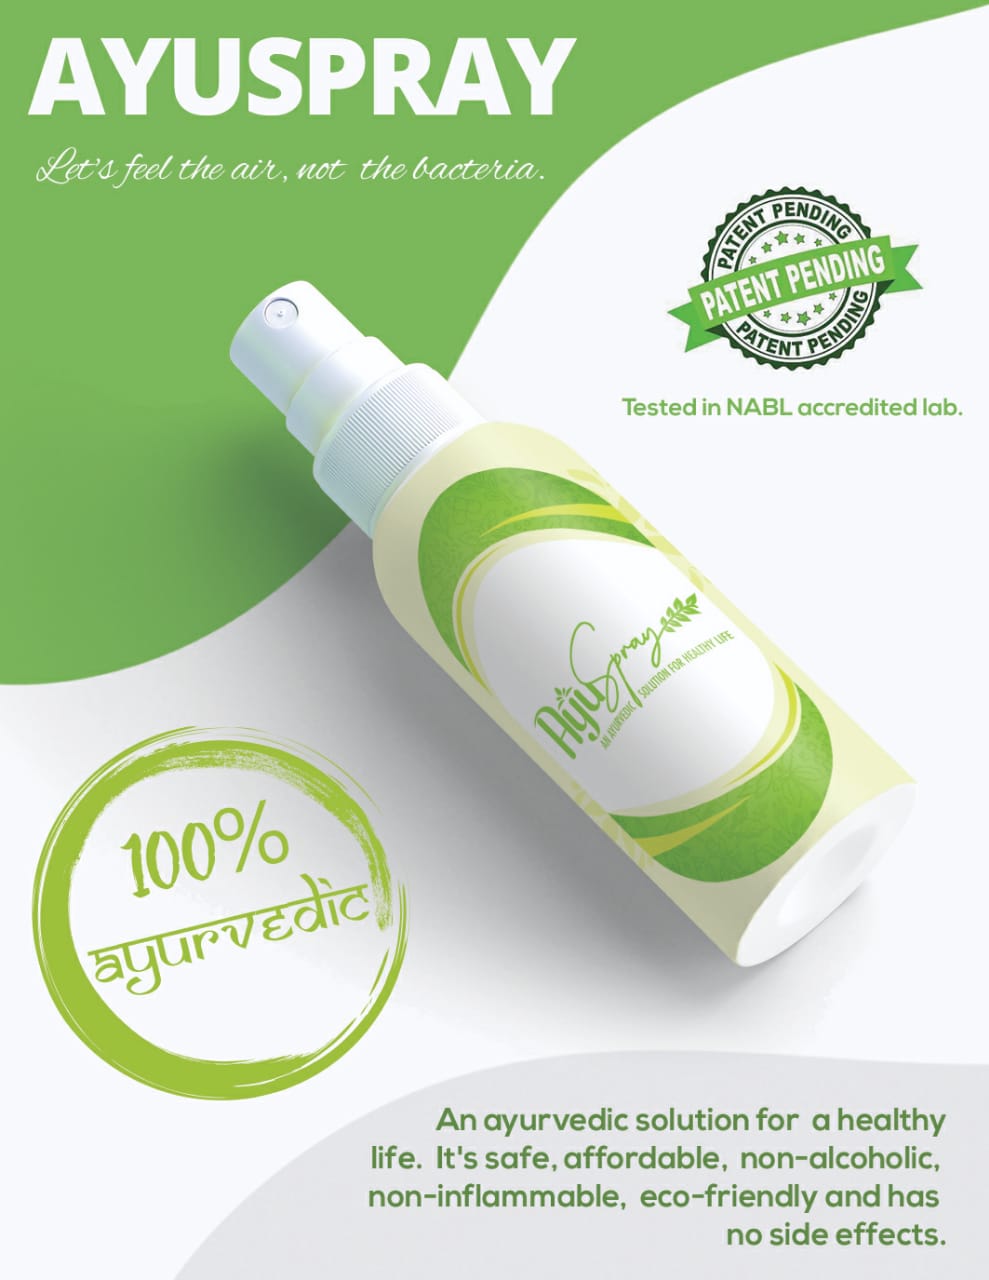 AYUSPRAY
Let's feel the air, not the bacteria.
PATENT PENDING
PATENT PENDING
PATENT PENDING
Tested in NABL accredited lab.
AyuSpray
AN AYURVEDIC SOLUTION FOR HEALTHY LIFE
100%
ayurvedic
An ayurvedic solution for a healthy
life. It's safe, affordable, non-alcoholic,
non-inflammable, eco-friendly and has
no side effects.